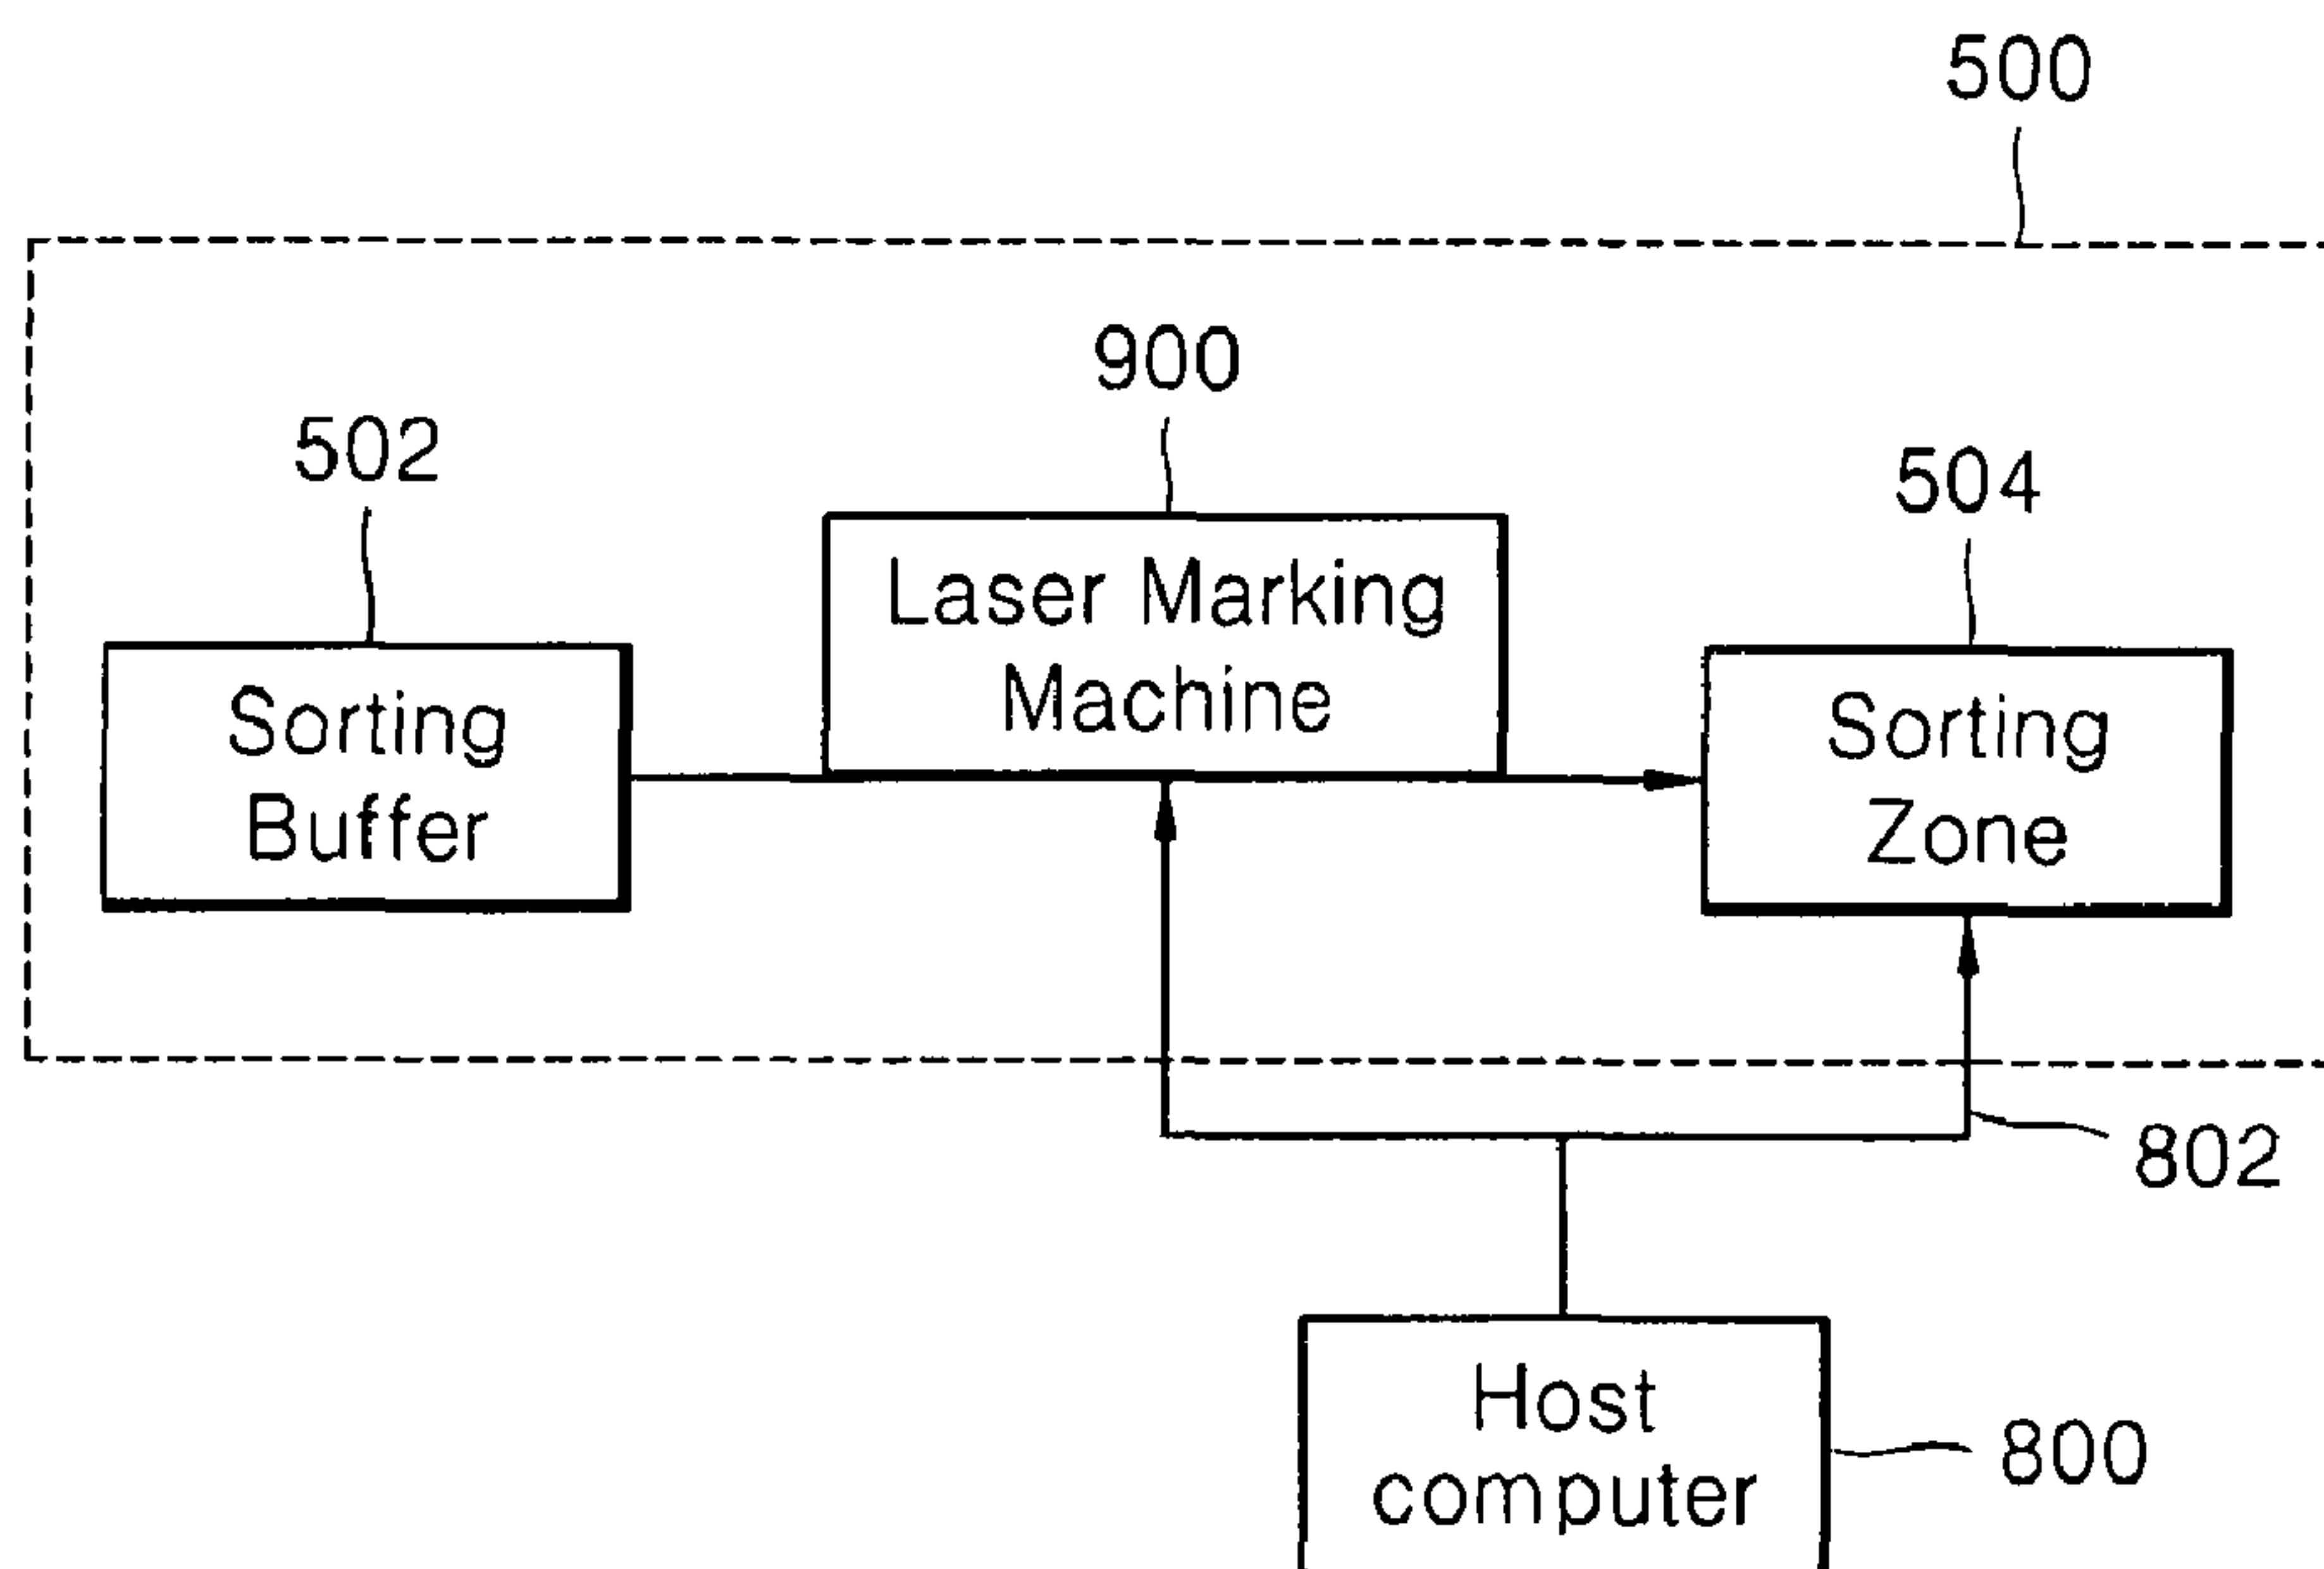 500
900
502
504
Laser Marking
Machine
Sorting
Buffer
Sorting
Zone
802
Host
computer
800